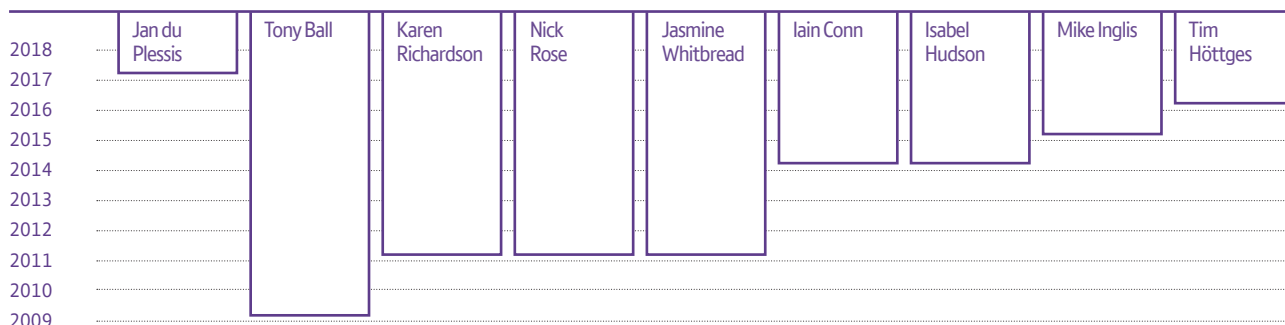 Jan du
Plessis
Tony Ball
Karen
Richardson
Nick
Rose
Jasmine
Whitbread
Iain Conn
Isabel
Hudson
Mike Inglis
Tim
Höttges
2018
2017
2016
2015
2014
2013
2012
2011
2010
2009